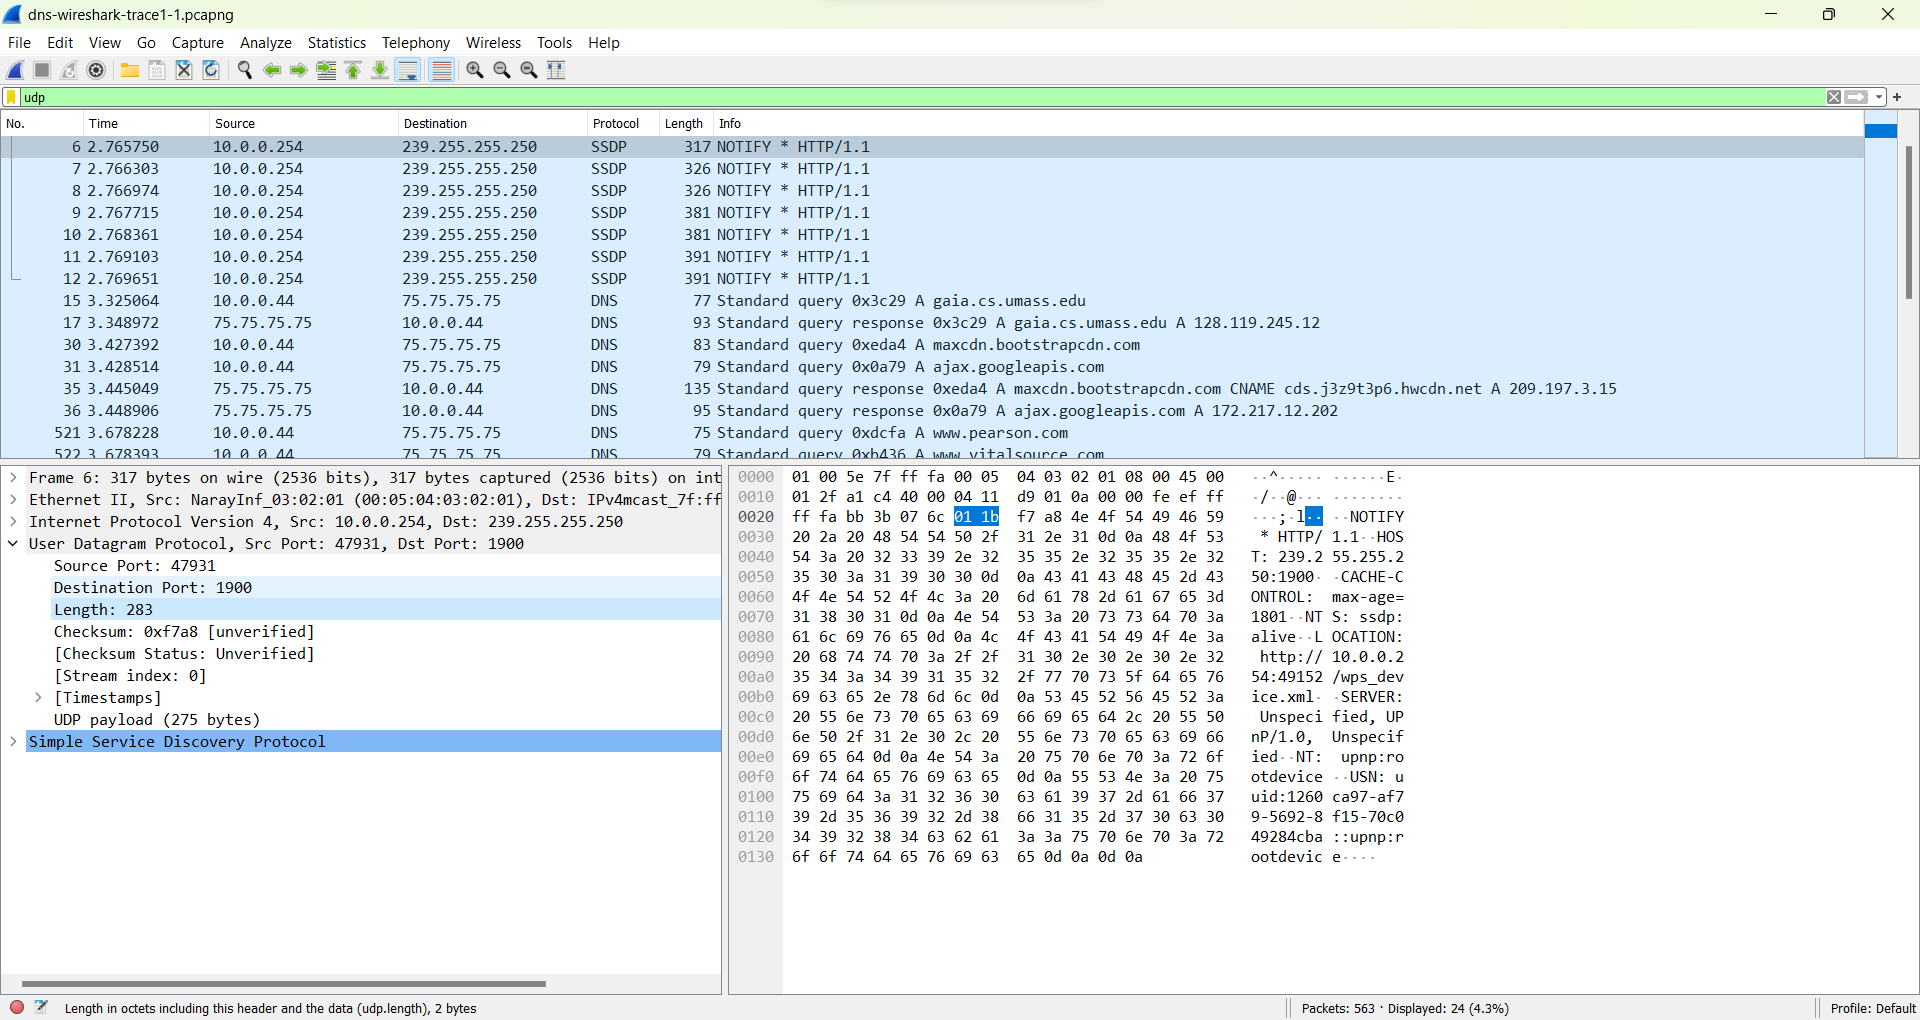 dns-wireshark-trace1-1.pcapng
File Edit View Go Capture Analyze Statistics Telephony Wireless Tools Help
udp
No. Time Source Destination Protocol Length Info
6 2.765750 10.0.0.254 239.255.255.250 SSDP 317 NOTIFY * HTTP/1.1
7 2.766303 10.0.0.254 239.255.255.250 SSDP 326 NOTIFY * HTTP/1.1
8 2.766974 10.0.0.254 239.255.255.250 SSDP 326 NOTIFY * HTTP/1.1
9 2.767715 10.0.0.254 239.255.255.250 SSDP 381 NOTIFY * HTTP/1.1
10 2.768361 10.0.0.254 239.255.255.250 SSDP 381 NOTIFY * HTTP/1.1
11 2.769103 10.0.0.254 239.255.255.250 SSDP 391 NOTIFY * HTTP/1.1
12 2.769651 10.0.0.254 239.255.255.250 SSDP 391 NOTIFY * HTTP/1.1
15 3.325064 10.0.0.44 75.75.75.75 DNS 77 Standard query 0x3c29 A gaia.cs.umass.edu
17 3.348972 75.75.75.75 10.0.0.44 DNS 93 Standard query response 0x3c29 A gaia.cs.umass.edu A 128.119.245.12
30 3.427392 10.0.0.44 75.75.75.75 DNS 83 Standard query 0xeda4 A maxcdn.bootstrapcdn.com
31 3.428514 10.0.0.44 75.75.75.75 DNS 79 Standard query 0x0a79 A ajax.googleapis.com
35 3.445049 75.75.75.75 10.0.0.44 DNS 135 Standard query response 0xeda4 A maxcdn.bootstrapcdn.com CNAME cds.j3z9t3p6.hwcdn.net A 209.197.3.15
36 3.448906 75.75.75.75 10.0.0.44 DNS 95 Standard query response 0x0a79 A ajax.googleapis.com A 172.217.12.202
521 3.678228 10.0.0.44 75.75.75.75 DNS 75 Standard query 0xdcfa A www.pearson.com
522 3.678393 10.0.0.44 75.75.75.75 DNS 79 Standard query 0xb436 A www.vitalsource.com
Frame 6: 317 bytes on wire (2536 bits), 317 bytes captured (2536 bits) on int
Ethernet II, Src: NarayInf_03:02:01 (00:05:04:03:02:01), Dst: IPv4mcast_7f:ff
Internet Protocol Version 4, Src: 10.0.0.254, Dst: 239.255.255.250
User Datagram Protocol, Src Port: 47931, Dst Port: 1900
Source Port: 47931
Destination Port: 1900
Length: 283
Checksum: 0xf7a8 [unverified]
[Checksum Status: Unverified]
[Stream index: 0]
[Timestamps]
UDP payload (275 bytes)
Simple Service Discovery Protocol
0000 01 00 5e 7f ff fa 00 05 04 03 02 01 08 00 45 00 ··^····· ······E·
0010 01 2f a1 c4 40 00 04 11 d9 01 0a 00 00 fe ef ff ·/··@··· ········
0020 ff fa bb 3b 07 6c 01 1b f7 a8 4e 4f 54 49 46 59 ···;·l·· ··NOTIFY
0030 20 2a 20 48 54 54 50 2f 31 2e 31 0d 0a 48 4f 53 * HTTP/ 1.1··HOS
0040 54 3a 20 32 33 39 2e 32 35 35 2e 32 35 35 2e 32 T: 239.2 55.255.2
0050 35 30 3a 31 39 30 30 0d 0a 43 41 43 48 45 2d 43 50:1900· ·CACHE-C
0060 4f 4e 54 52 4f 4c 3a 20 6d 61 78 2d 61 67 65 3d ONTROL: max-age=
0070 31 38 30 31 0d 0a 4e 54 53 3a 20 73 73 64 70 3a 1801··NT S: ssdp:
0080 61 6c 69 76 65 0d 0a 4c 4f 43 41 54 49 4f 4e 3a alive··L OCATION:
0090 20 68 74 74 70 3a 2f 2f 31 30 2e 30 2e 30 2e 32 http:// 10.0.0.2
00a0 35 34 3a 34 39 31 35 32 2f 77 70 73 5f 64 65 76 54:49152 /wps_dev
00b0 69 63 65 2e 78 6d 6c 0d 0a 53 45 52 56 45 52 3a ice.xml· ·SERVER:
00c0 20 55 6e 73 70 65 63 69 66 69 65 64 2c 20 55 50 Unspeci fied, UP
00d0 6e 50 2f 31 2e 30 2c 20 55 6e 73 70 65 63 69 66 nP/1.0, Unspecif
00e0 69 65 64 0d 0a 4e 54 3a 20 75 70 6e 70 3a 72 6f ied··NT: upnp:ro
00f0 6f 74 64 65 76 69 63 65 0d 0a 55 53 4e 3a 20 75 otdevice ··USN: u
0100 75 69 64 3a 31 32 36 30 63 61 39 37 2d 61 66 37 uid:1260 ca97-af7
0110 39 2d 35 36 39 32 2d 38 66 31 35 2d 37 30 63 30 9-5692-8 f15-70c0
0120 34 39 32 38 34 63 62 61 3a 3a 75 70 6e 70 3a 72 49284cba ::upnp:r
0130 6f 6f 74 64 65 76 69 63 65 0d 0a 0d 0a ootdevic e····
Length in octets including this header and the data (udp.length), 2 bytes
Packets: 563 · Displayed: 24 (4.3%)
Profile: Default